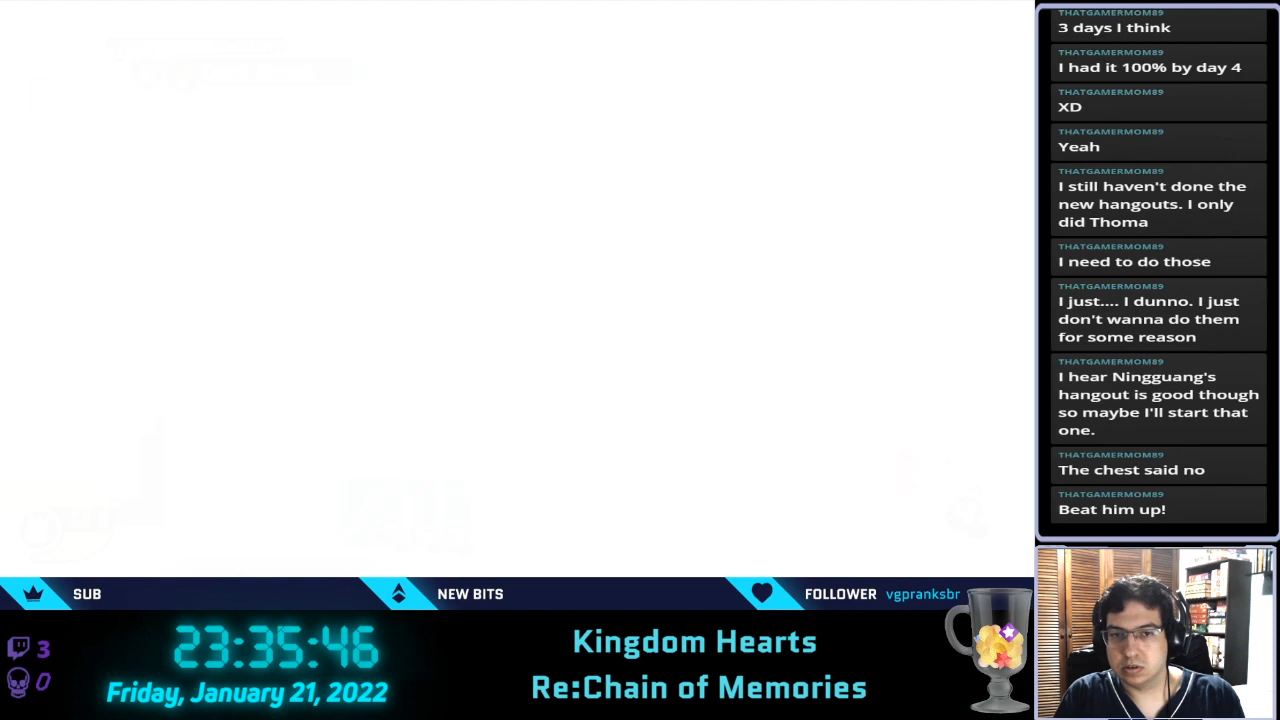 THATGAMERMOM89
3 days I think
THATGAMERMOM89
I had it 100% by day 4
THATGAMERMOM89
XD
THATGAMERMOM89
Yeah
THATGAMERMOM89
I still haven't done the
new hangouts. I only
did Thoma
THATGAMERMOM89
I need to do those
THATGAMERMOM89
I just.... I dunno. I just
don't wanna do them
for some reason
THATGAMERMOM89
I hear Ningguang's
hangout is good though
so maybe I'll start that
one.
THATGAMERMOM89
The chest said no
THATGAMERMOM89
Beat him up!
SUB
NEW BITS
FOLLOWER vgpranksbr
3
0
23:35:46
Friday, January 21, 2022
Kingdom Hearts
Re:Chain of Memories